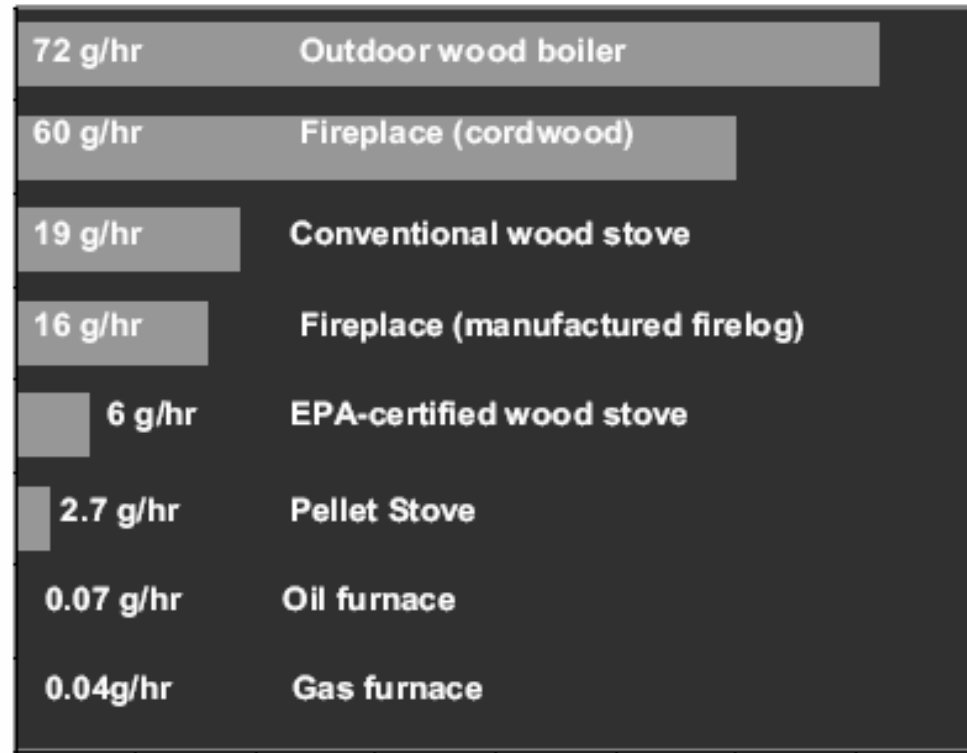 72 g/hr Outdoor wood boiler
60 g/hr Fireplace (cordwood)
19 g/hr Conventional wood stove
16 g/hr Fireplace (manufactured firelog)
6 g/hr EPA-certified wood stove
2.7 g/hr Pellet Stove
0.07 g/hr Oil furnace
0.04g/hr Gas furnace